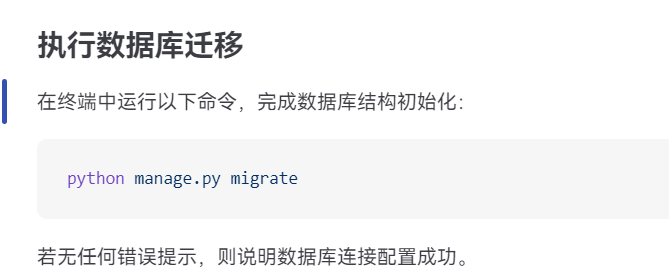 执行数据库迁移
在终端中运行以下命令，完成数据库结构初始化：
python manage.py migrate
若无任何错误提示，则说明数据库连接配置成功。